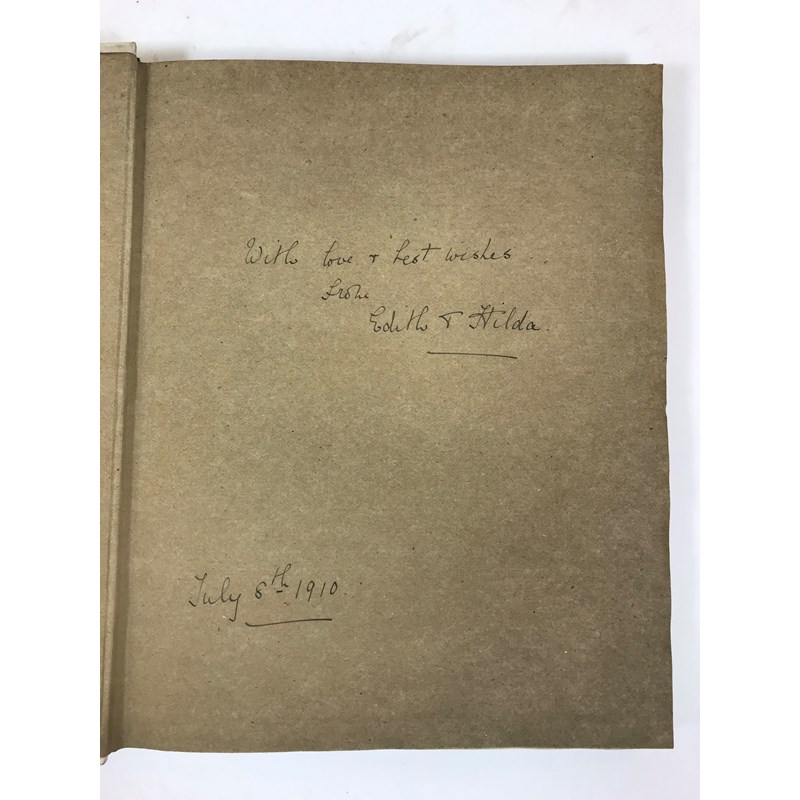 With love & best wishes
from
Edith & Hilda.
July 8th 1910.